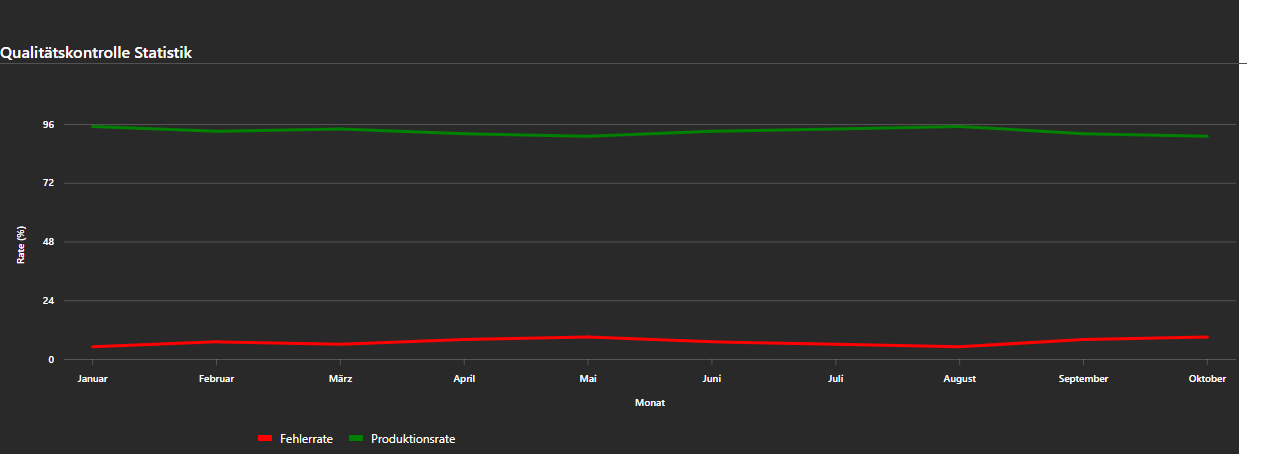 Qualitätskontrolle Statistik
96
72
48
24
0
Rate (%)
Januar Februar März April Mai Juni Juli August September Oktober
Monat
Fehlerrate Produktionsrate